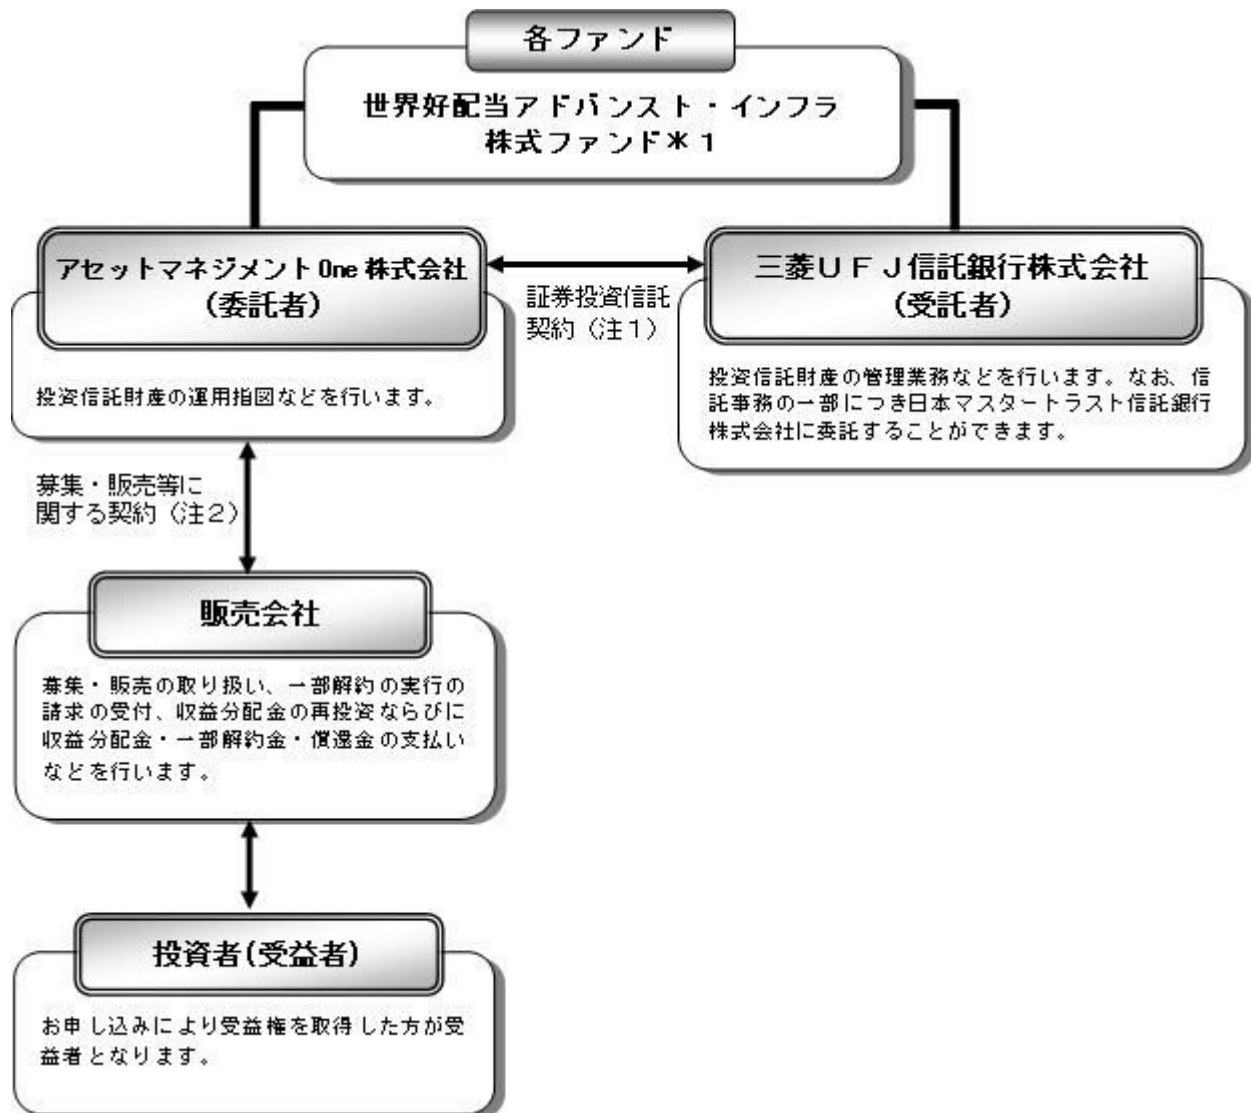 各ファンド
世界好配当アドバンスト・インフラ
株式ファンド＊１
アセットマネジメントOne 株式会社
(委託者)
証券投資信託
契約（注１）
三菱ＵＦＪ信託銀行株式会社
(受託者)
投資信託財産の運用指図などを行います。
投資信託財産の管理業務などを行います。なお、信
託事務の一部につき日本マスタートラスト信託銀行
株式会社に委託することができます。
募集・販売等に
関する契約（注２）
販売会社
募集・販売の取り扱い、一部解約の実行の
請求の受付、収益分配金の再投資ならびに
収益分配金・一部解約金・償還金の支払い
などを行います。
投資者(受益者)
お申し込みにより受益権を取得した方が受
益者となります。